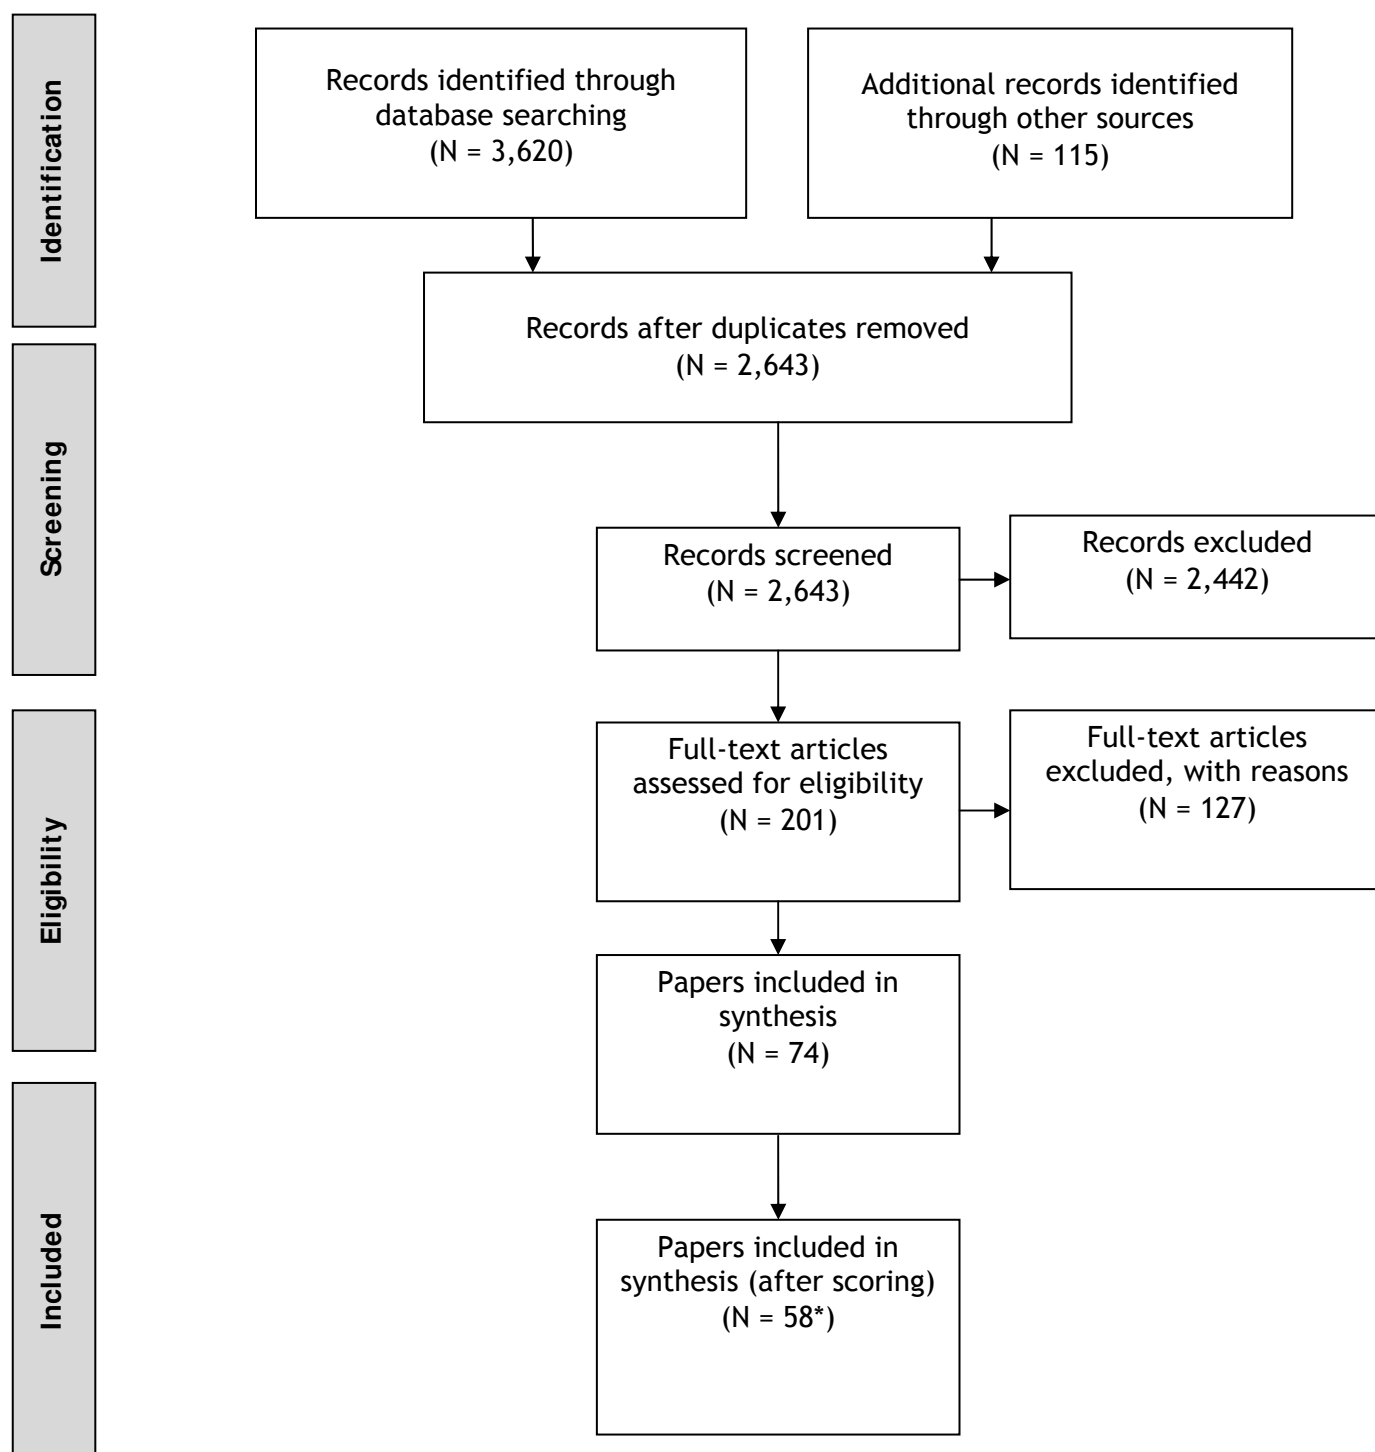 Identification
Records identified through
database searching
(N = 3,620)
Additional records identified
through other sources
(N = 115)
Records after duplicates removed
(N = 2,643)
Screening
Records screened
(N = 2,643)
Records excluded
(N = 2,442)
Eligibility
Full-text articles
assessed for eligibility
(N = 201)
Full-text articles
excluded, with reasons
(N = 127)
Papers included in
synthesis
(N = 74)
Included
Papers included in
synthesis (after scoring)
(N = 58*)